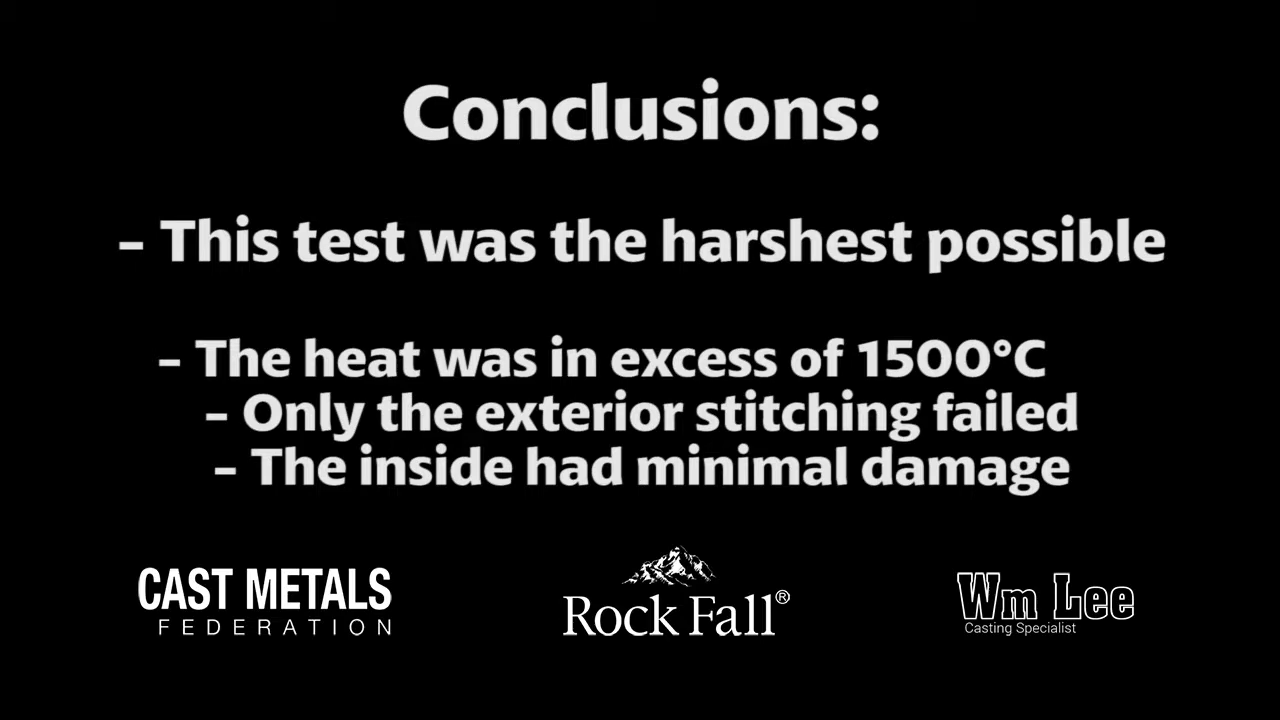 Conclusions:
- This test was the harshest possible
- The heat was in excess of 1500°C
- Only the exterior stitching failed
- The inside had minimal damage
CAST METALS
FEDERATION
Rock Fall®
Wm Lee
Casting Specialist